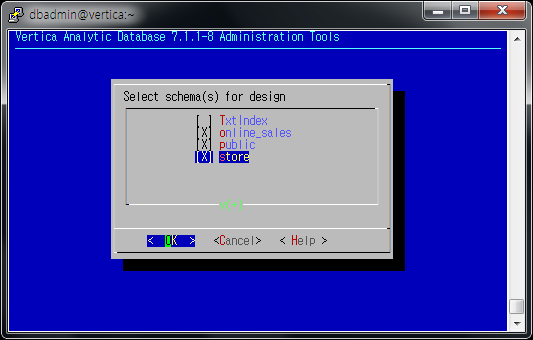 dbadmin@vertica:~
Vertica Analytic Database 7.1.1-8 Administration Tools
Select schema(s) for design
[ ] TxtIndex
[X] online_sales
[X] public
[X] store
< OK > <Cancel> < Help >